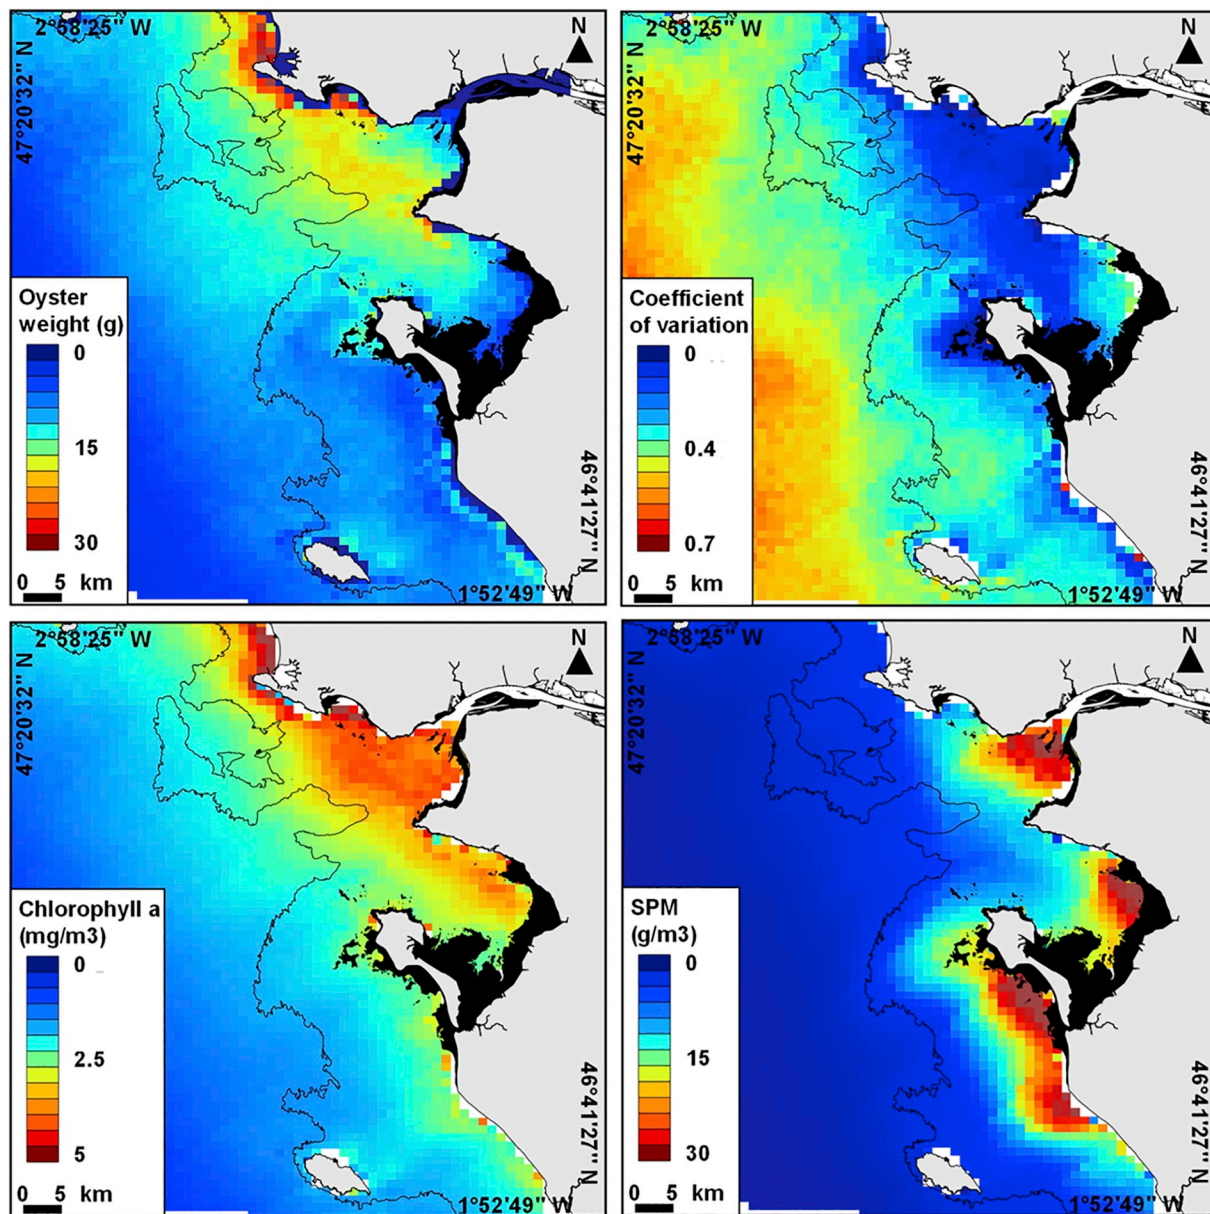 2°58'25" W
N
47°20'32" N
Oyster
weight (g)
0
15
30
0 5 km
46°41'27" N
1°52'49" W
2°58'25" W
N
47°20'32" N
Coefficient
of variation
0
0.4
0.7
0 5 km
46°41'27" N
1°52'49" W
2°58'25" W
N
47°20'32" N
Chlorophyll a
(mg/m3)
0
2.5
5
0 5 km
46°41'27" N
1°52'49" W
2°58'25" W
N
47°20'32" N
SPM
(g/m3)
0
15
30
0 5 km
46°41'27" N
1°52'49" W